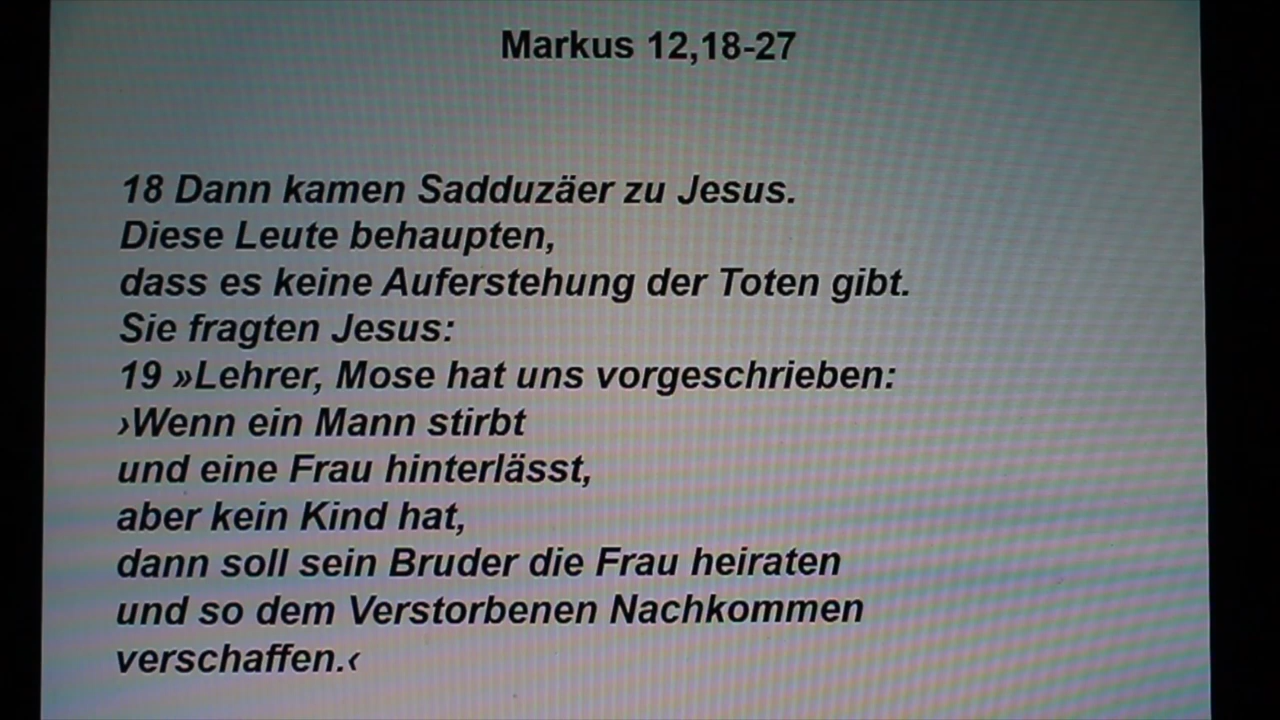 Markus 12,18-27
18 Dann kamen Sadduzäer zu Jesus.
Diese Leute behaupten,
dass es keine Auferstehung der Toten gibt.
Sie fragten Jesus:
19 »Lehrer, Mose hat uns vorgeschrieben:
›Wenn ein Mann stirbt
und eine Frau hinterlässt,
aber kein Kind hat,
dann soll sein Bruder die Frau heiraten
und so dem Verstorbenen Nachkommen
verschaffen.‹